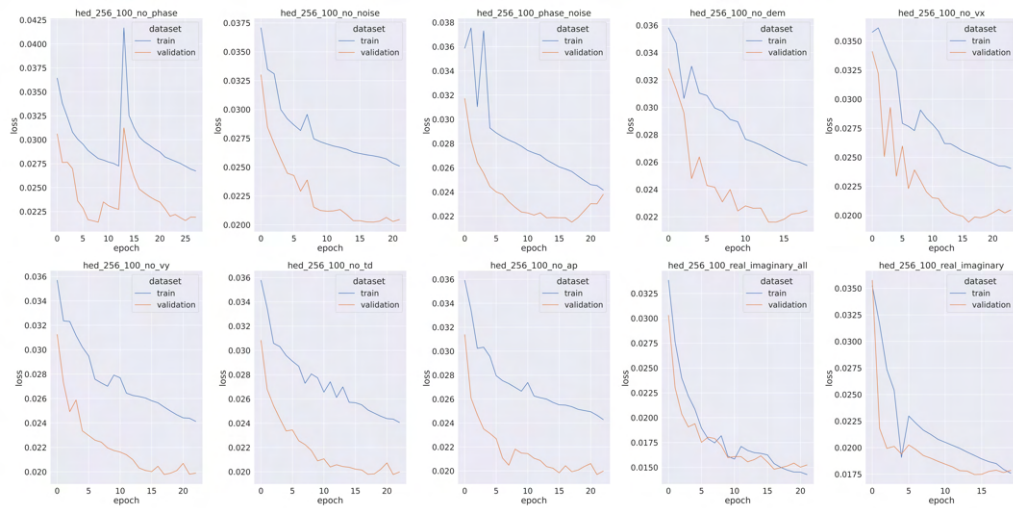 hed_256_100_no_phase
dataset
train
validation
loss
0.0425
0.0400
0.0375
0.0350
0.0325
0.0300
0.0275
0.0250
0.0225
0 5 10 15 20 25
epoch
hed_256_100_no_noise
dataset
train
validation
loss
0.0375
0.0350
0.0325
0.0300
0.0275
0.0250
0.0225
0.0200
0 5 10 15 20
epoch
hed_256_100_phase_noise
dataset
train
validation
loss
0.038
0.036
0.034
0.032
0.030
0.028
0.026
0.024
0.022
0 5 10 15 20
epoch
hed_256_100_no_dem
dataset
train
validation
loss
0.036
0.034
0.032
0.030
0.028
0.026
0.024
0.022
0 5 10 15
epoch
hed_256_100_no_vx
dataset
train
validation
loss
0.0375
0.0350
0.0325
0.0300
0.0275
0.0250
0.0225
0.0200
0 5 10 15
epoch
hed_256_100_no_vy
dataset
train
validation
loss
0.036
0.034
0.032
0.030
0.028
0.026
0.024
0.022
0.020
0 5 10 15 20
epoch
hed_256_100_no_td
dataset
train
validation
loss
0.036
0.034
0.032
0.030
0.028
0.026
0.024
0.022
0.020
0 5 10 15 20
epoch
hed_256_100_no_ap
dataset
train
validation
loss
0.036
0.034
0.032
0.030
0.028
0.026
0.024
0.022
0.020
0 5 10 15 20
epoch
hed_256_100_real_imaginary_all
dataset
train
validation
loss
0.0325
0.0300
0.0275
0.0250
0.0225
0.0200
0.0175
0.0150
0 5 10 15 20
epoch
hed_256_100_real_imaginary
dataset
train
validation
loss
0.0350
0.0325
0.0300
0.0275
0.0250
0.0225
0.0200
0.0175
0 5 10 15
epoch